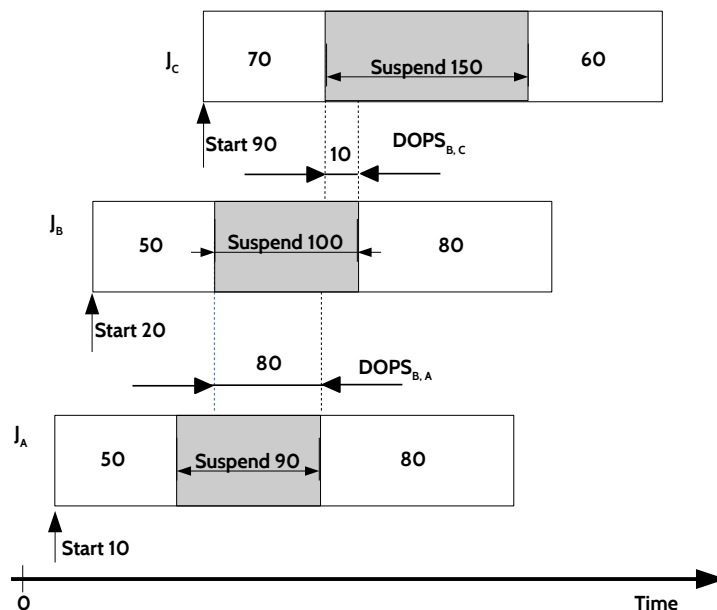 70 Suspend 150 60
J_C
Start 90
10 DOPS_B, C
J_B
50 Suspend 100 80
Start 20
80 DOPS_B, A
J_A
50 Suspend 90 80
Start 10
0 Time